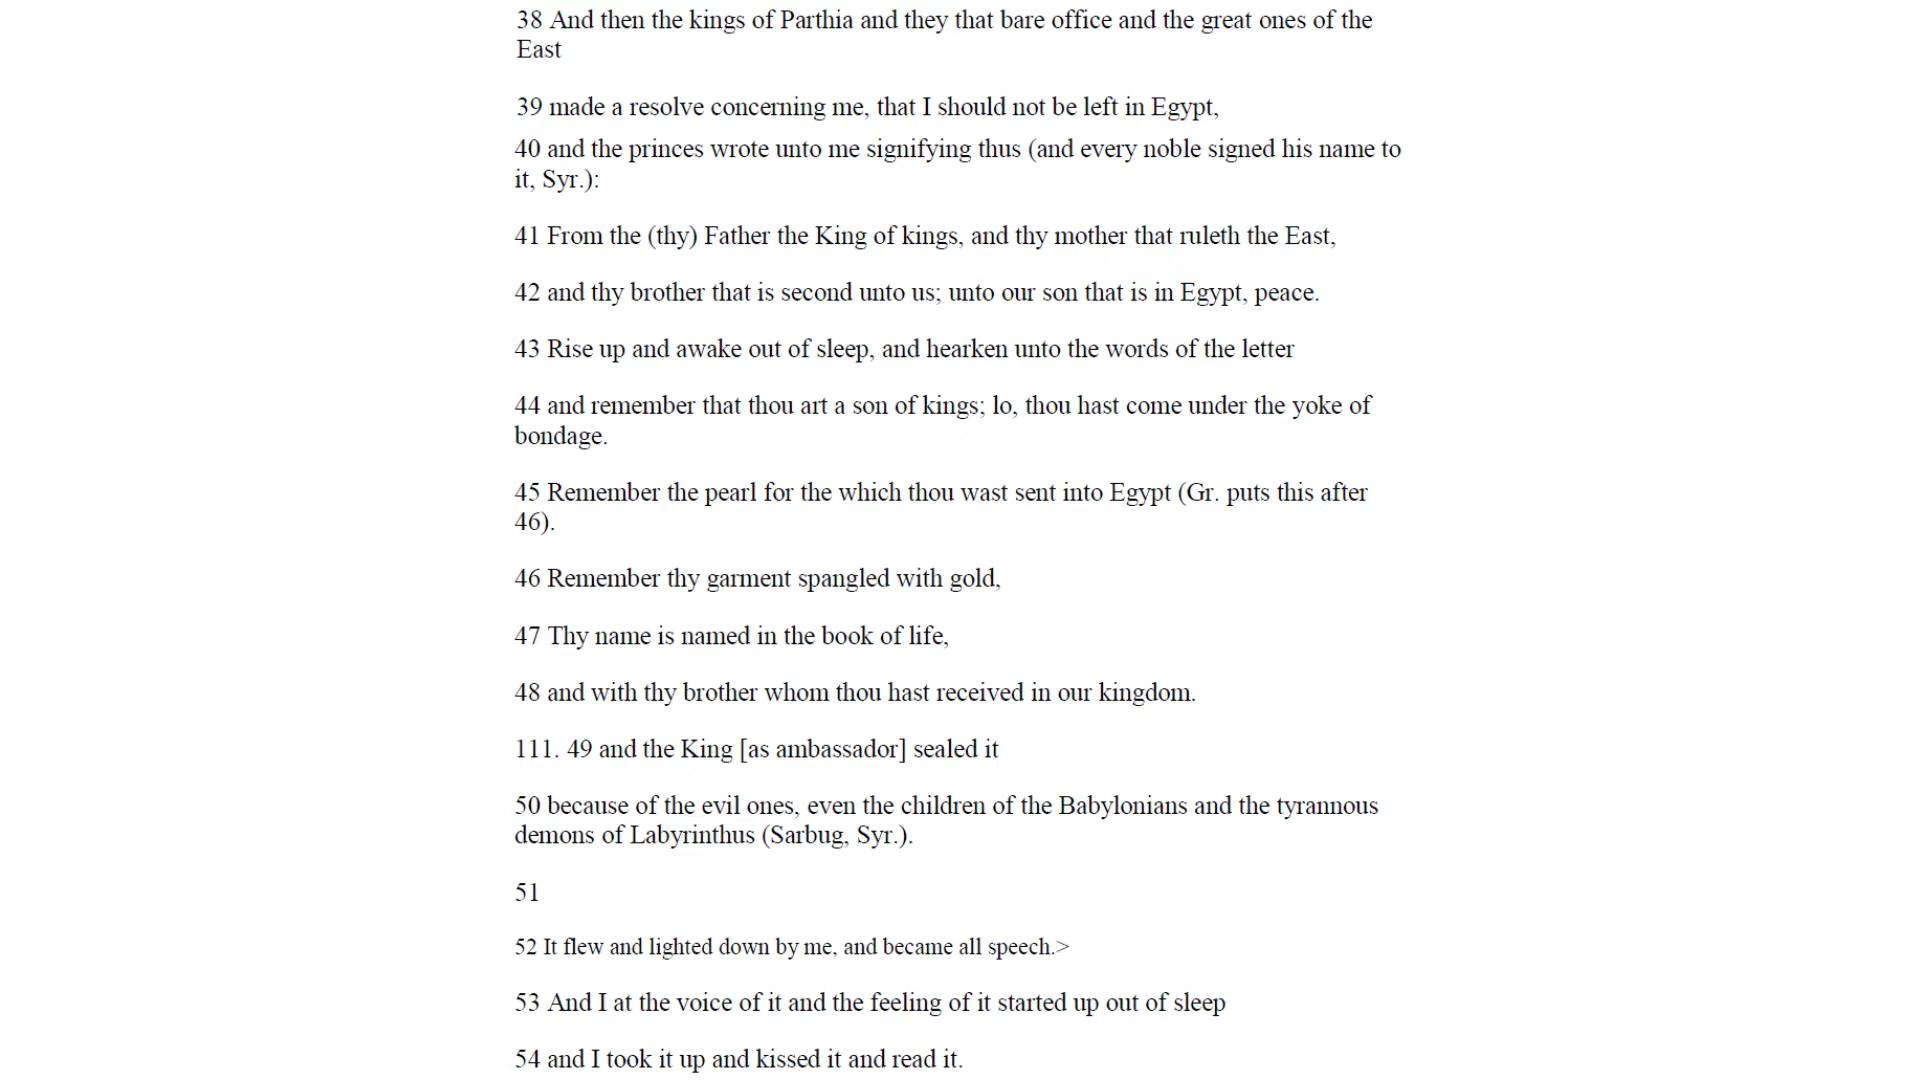 38 And then the kings of Parthia and they that bare office and the great ones of the
East
39 made a resolve concerning me, that I should not be left in Egypt,
40 and the princes wrote unto me signifying thus (and every noble signed his name to
it, Syr.):
41 From the (thy) Father the King of kings, and thy mother that ruleth the East,
42 and thy brother that is second unto us; unto our son that is in Egypt, peace.
43 Rise up and awake out of sleep, and hearken unto the words of the letter
44 and remember that thou art a son of kings; lo, thou hast come under the yoke of
bondage.
45 Remember the pearl for the which thou wast sent into Egypt (Gr. puts this after
46).
46 Remember thy garment spangled with gold,
47 Thy name is named in the book of life,
48 and with thy brother whom thou hast received in our kingdom.
111. 49 and the King [as ambassador] sealed it
50 because of the evil ones, even the children of the Babylonians and the tyrannous
demons of Labyrinthus (Sarbug, Syr.).
51
52 It flew and lighted down by me, and became all speech.>
53 And I at the voice of it and the feeling of it started up out of sleep
54 and I took it up and kissed it and read it.